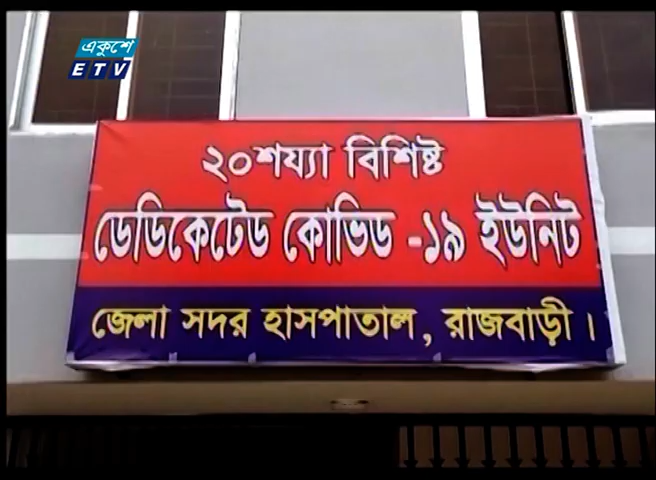 একুশে
ETV
২০শয্যা বিশিষ্ট
ডেডিকেটেড কোভিড -১৯ ইউনিট
জেলা সদর হাসপাতাল, রাজবাড়ী।